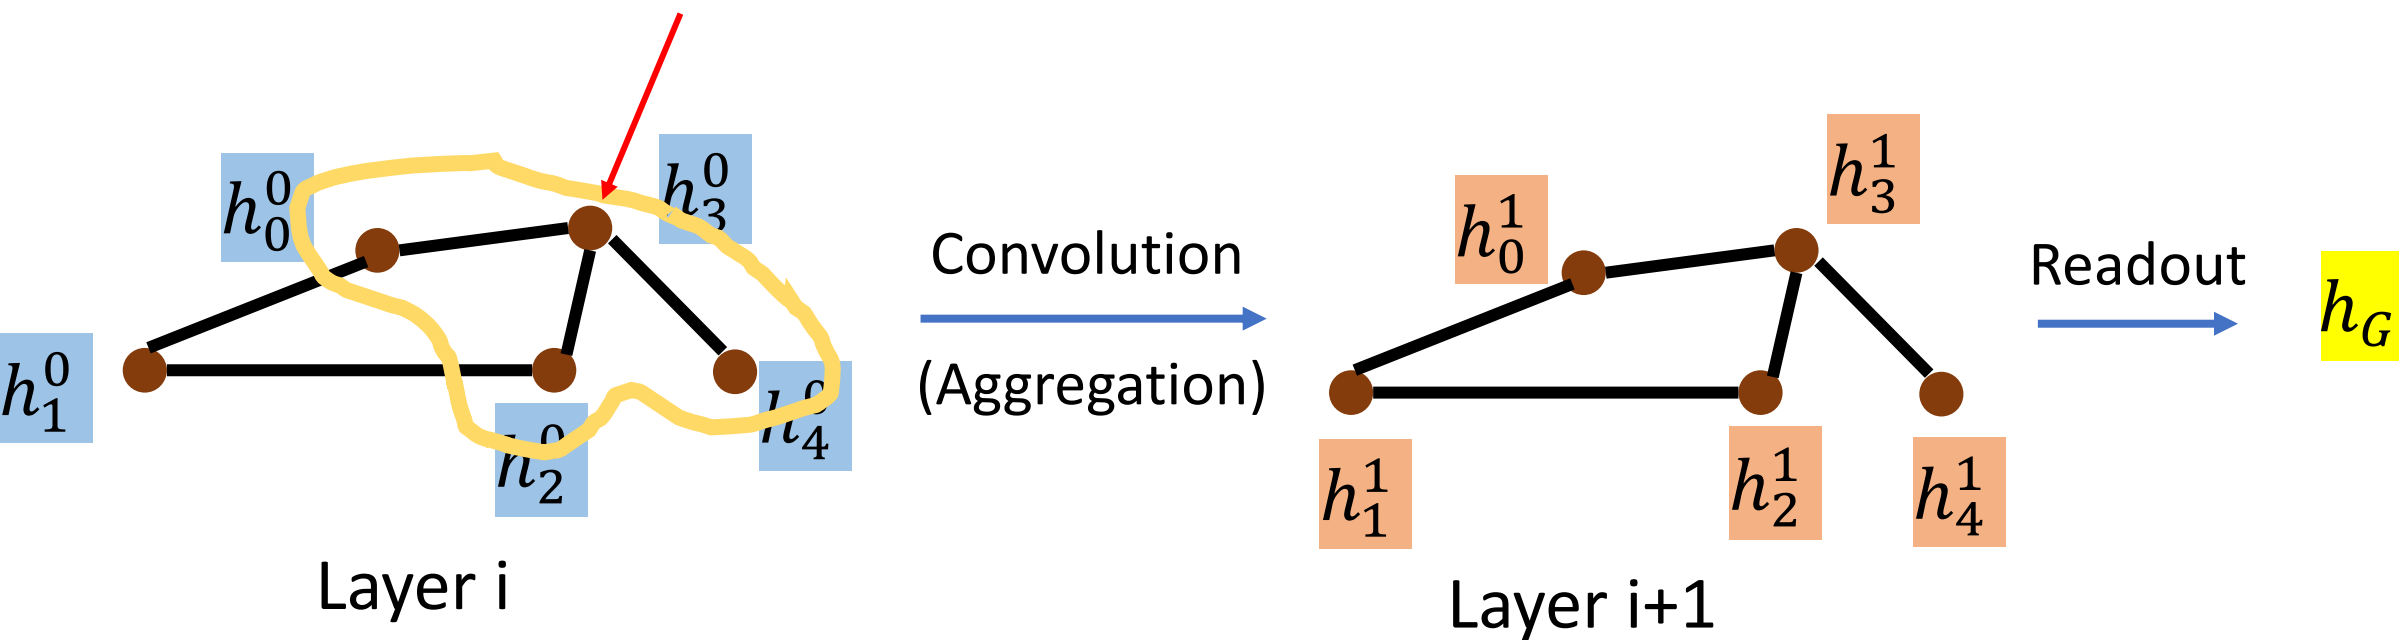 h_0^0
h_3^0
h_1^0
h_2^0
h_4^0
Layer i
Convolution
(Aggregation)
h_0^1
h_3^1
h_1^1
h_2^1
h_4^1
Layer i+1
Readout
h_G